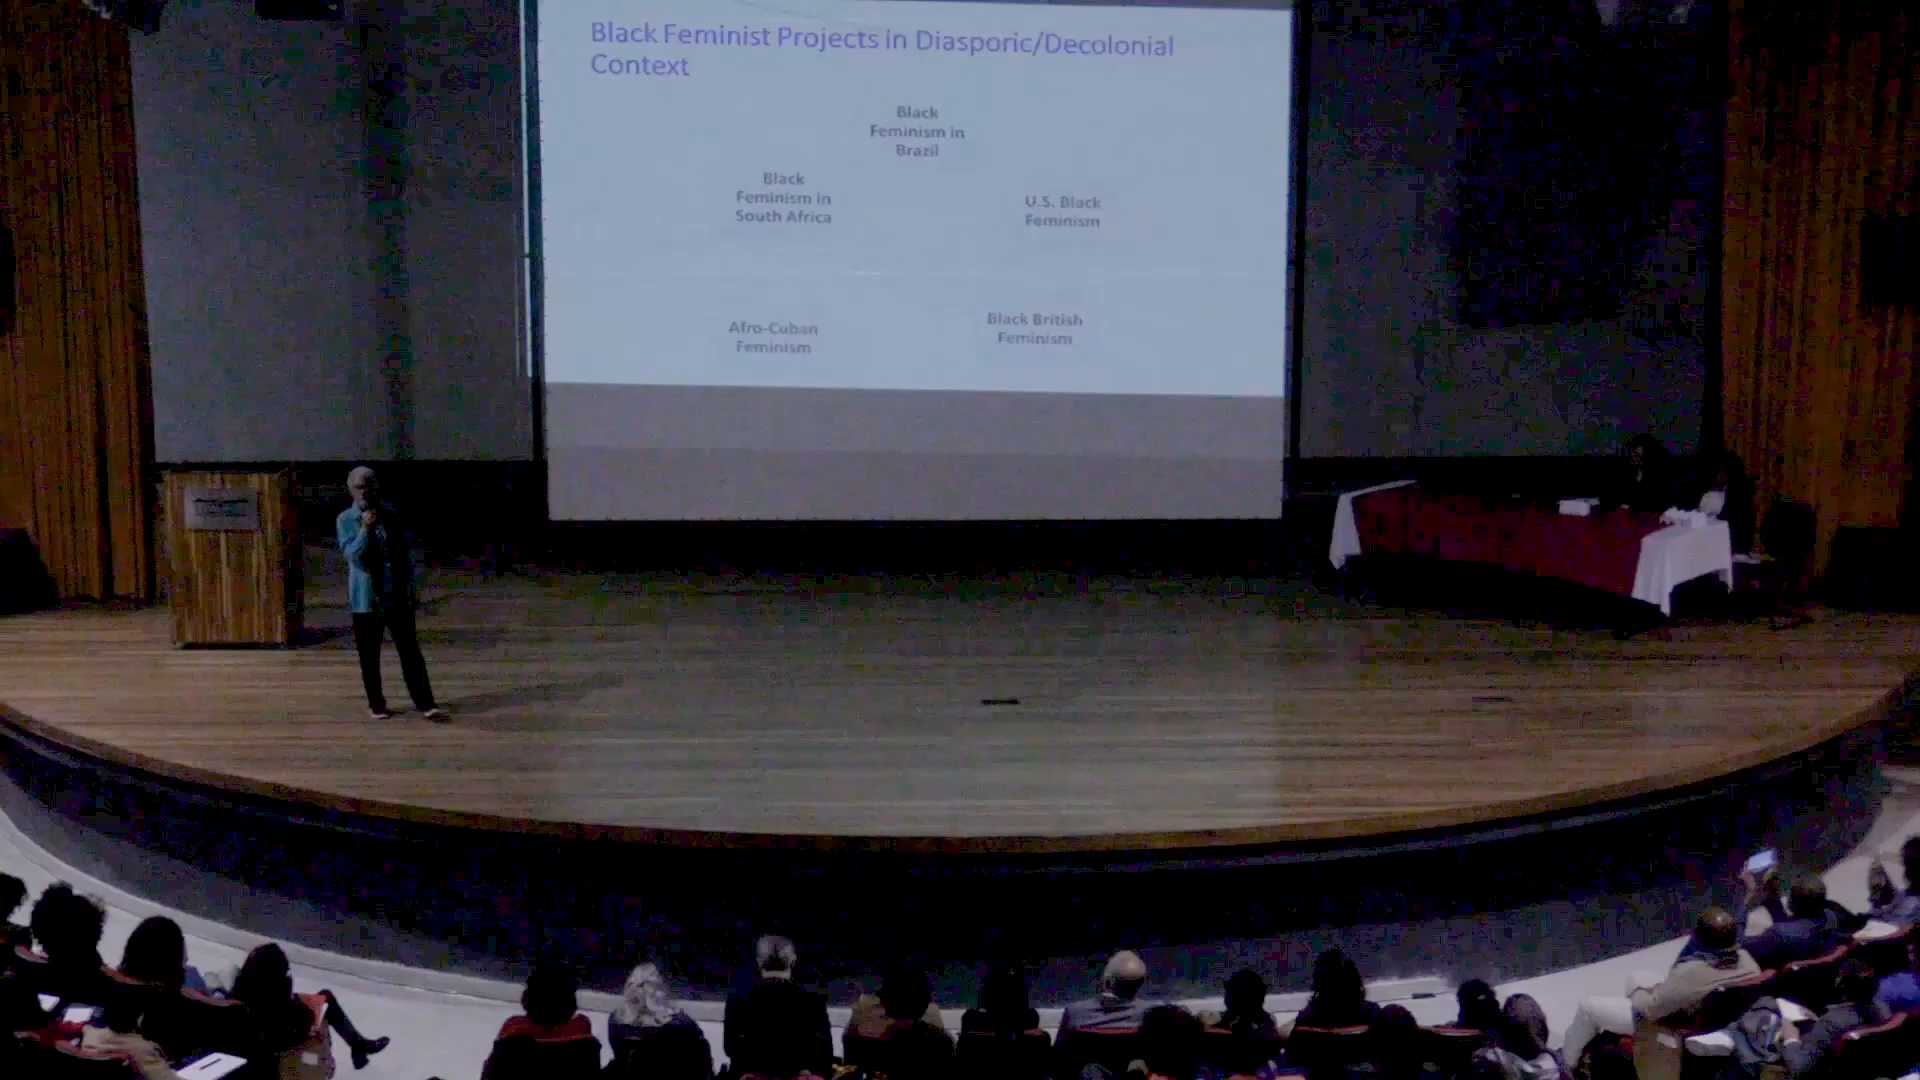 Black Feminist Projects in Diasporic/Decolonial
Context
Black
Feminism in
Brazil
Black
Feminism in
South Africa
U.S. Black
Feminism
Afro-Cuban
Feminism
Black British
Feminism